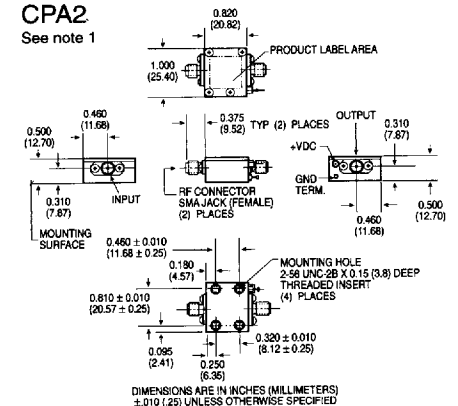 CPA2
See note 1
0.820
(20.82)
PRODUCT LABEL AREA
1.000
(25.40)
0.375
(9.52)
TYP (2) PLACES
OUTPUT
0.460
(11.68)
0.500
(12.70)
0.310
(7.87)
INPUT
MOUNTING
SURFACE
RF CONNECTOR
SMA JACK (FEMALE)
(2) PLACES
+VDC
GND
TERM.
0.310
(7.87)
0.460
(11.68)
0.500
(12.70)
0.460 ± 0.010
(11.68 ± 0.25)
0.180
(4.57)
MOUNTING HOLE
2-56 UNC-2B X 0.15 (3.8) DEEP
THREADED INSERT
(4) PLACES
0.810 ± 0.010
(20.57 ± 0.25)
0.095
(2.41)
0.250
(6.35)
0.320 ± 0.010
(8.12 ± 0.25)
DIMENSIONS ARE IN INCHES (MILLIMETERS)
±.010 (.25) UNLESS OTHERWISE SPECIFIED